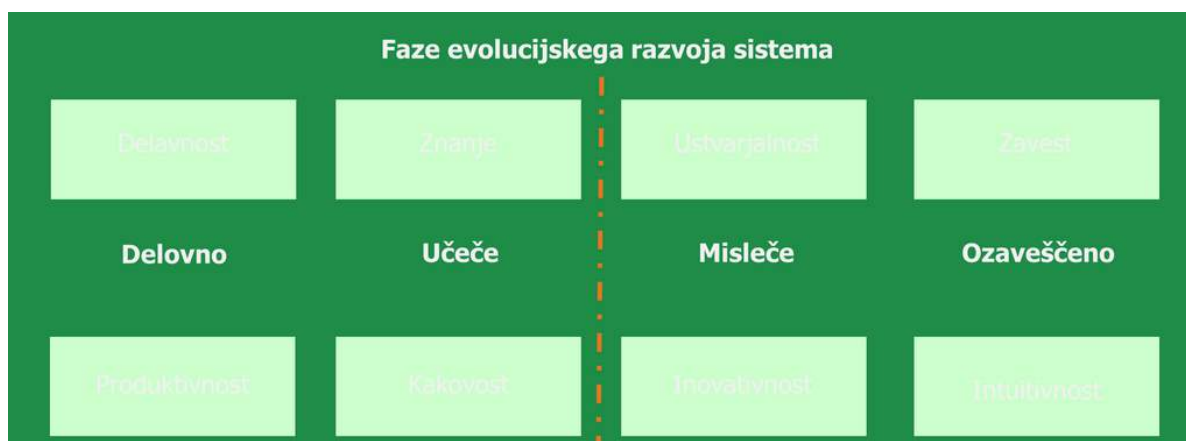 Faze evolucijskega razvoja sistema
Delavnost Znanje Ustvarjalnost Zavest
Delovno Učeče Misleče Ozaveščeno
Produktivnost Kakovost Inovativnost Intuitivnost